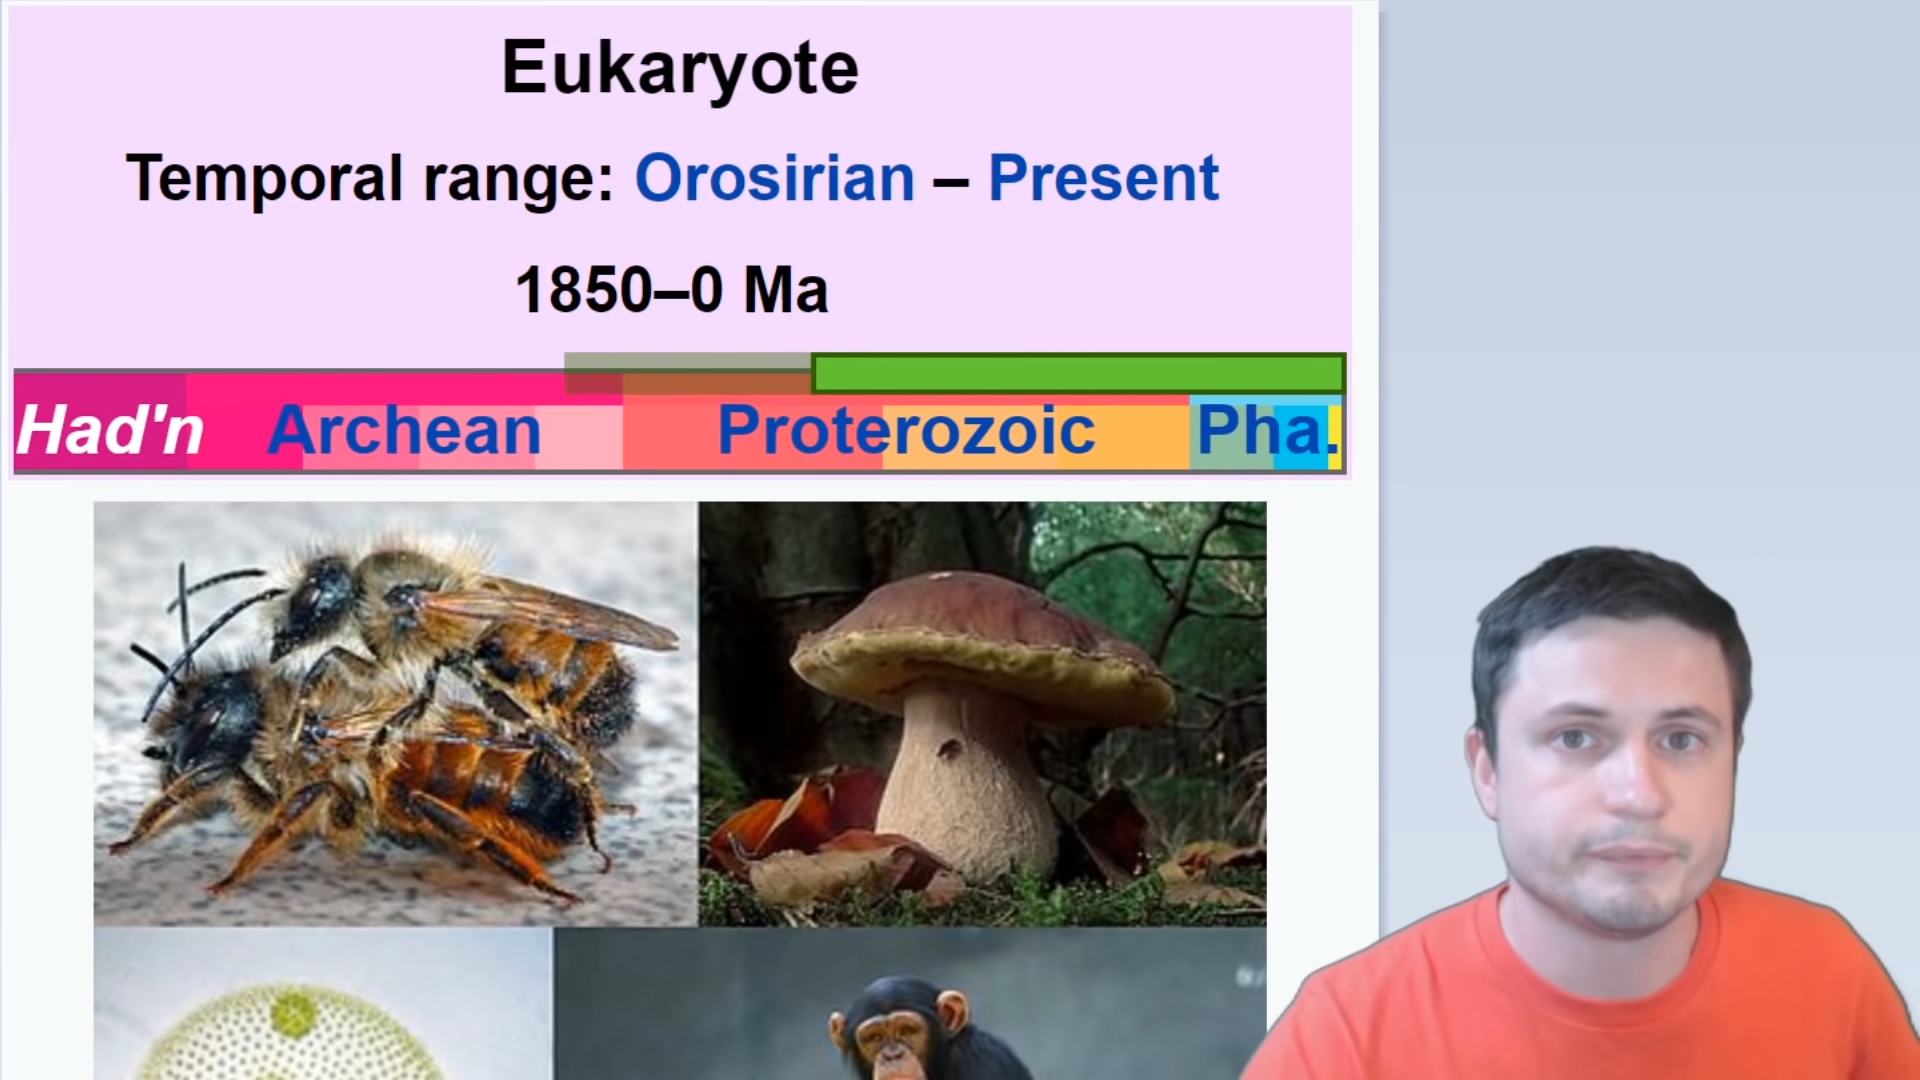 Eukaryote
Temporal range: Orosirian – Present
1850–0 Ma
Had'n Archean Proterozoic Pha.